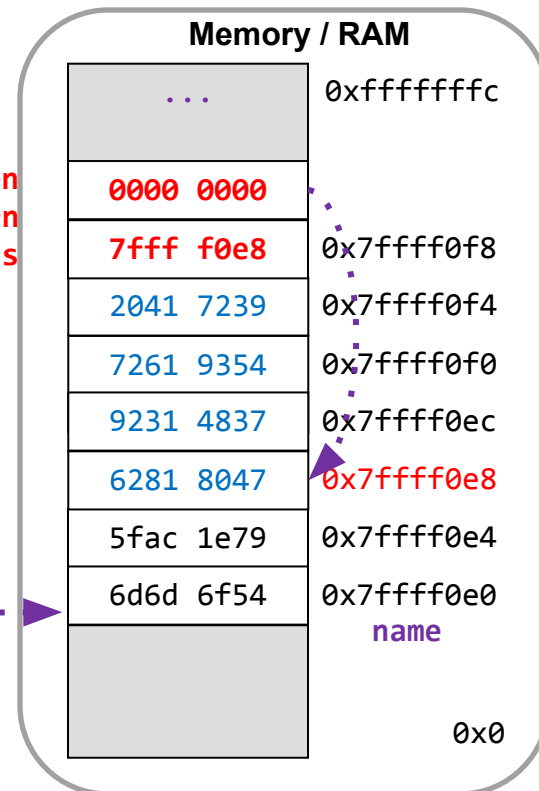 Memory / RAM
... 0xfffffffc
0000 0000
7fff f0e8 0x7ffff0f8
2041 7239 0x7ffff0f4
7261 9354 0x7ffff0f0
9231 4837 0x7ffff0ec
6281 8047 0x7ffff0e8
5fac 1e79 0x7ffff0e4
6d6d 6f54 0x7ffff0e0
name
0x0